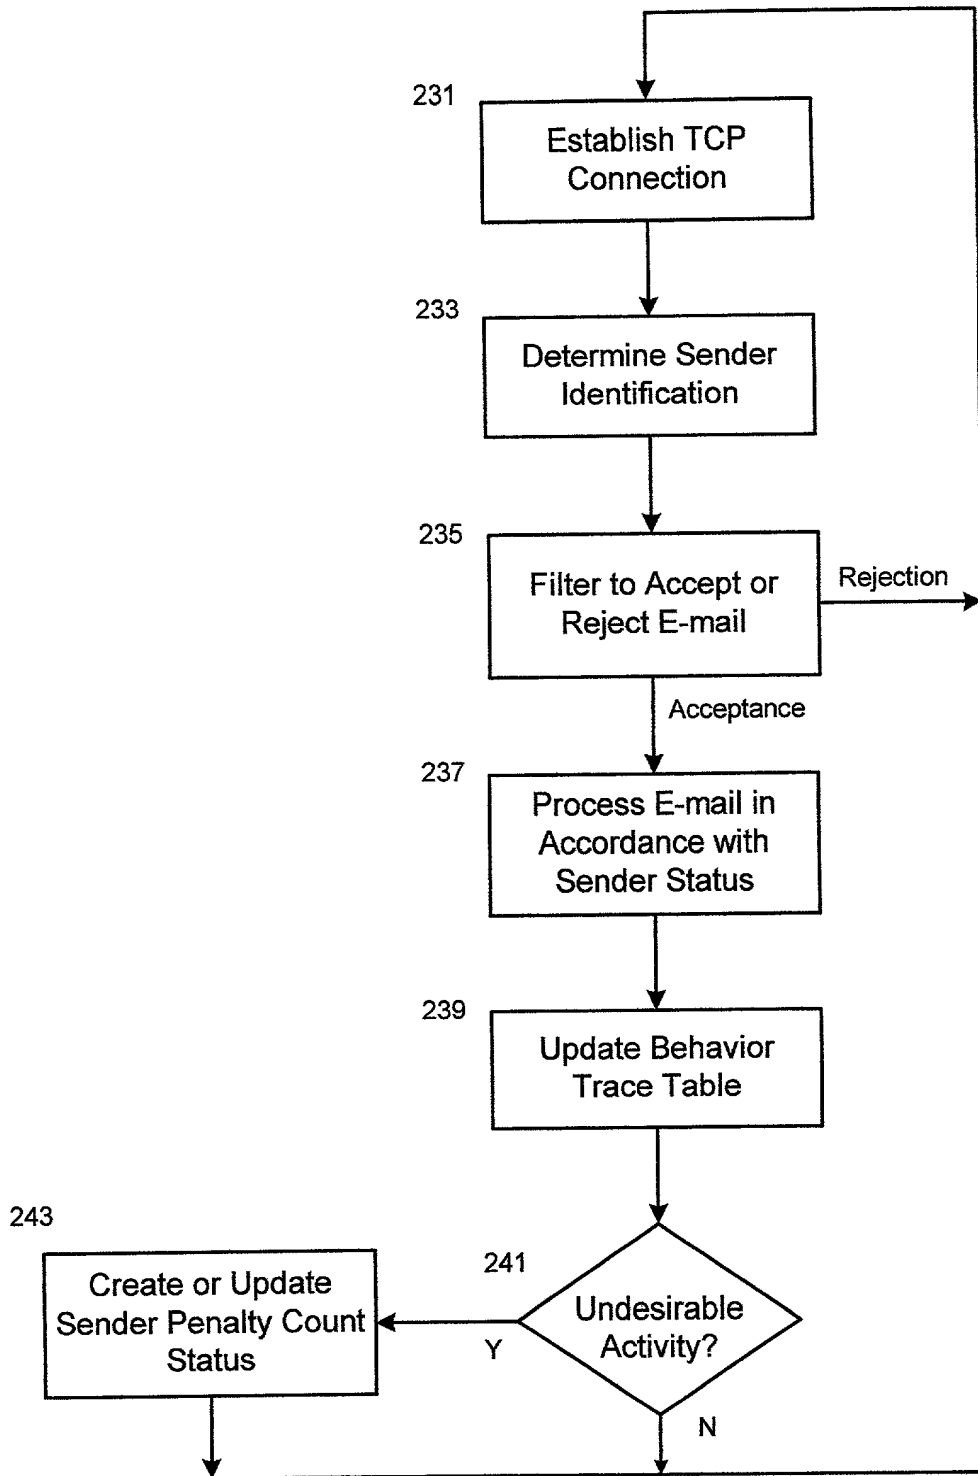 231
Establish TCP
Connection
233
Determine Sender
Identification
235
Filter to Accept or
Reject E-mail
Rejection
Acceptance
237
Process E-mail in
Accordance with
Sender Status
239
Update Behavior
Trace Table
243
Create or Update
Sender Penalty Count
Status
241
Undesirable
Activity?
Y
N